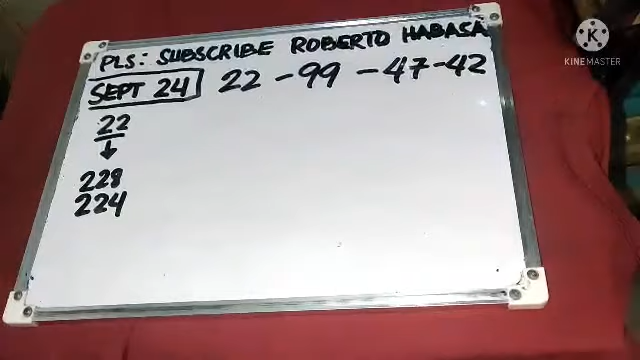 PLS: SUBSCRIBE ROBERTO HABASA
SEPT 24 22 - 99 - 47 - 42
22
228
224
K
KINEMASTER